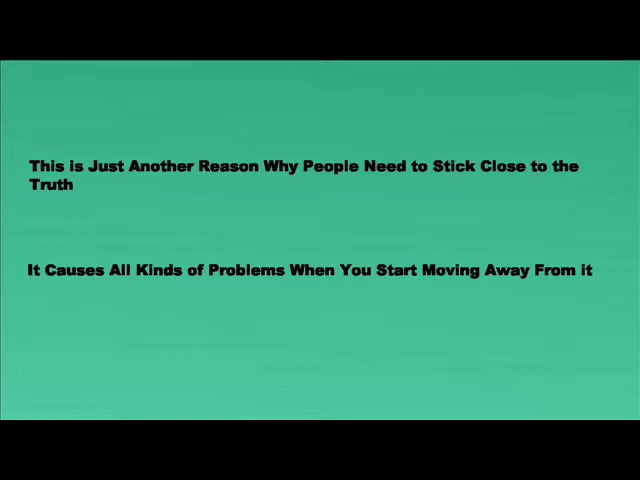 This is Just Another Reason Why People Need to Stick Close to the
Truth
It Causes All Kinds of Problems When You Start Moving Away From it